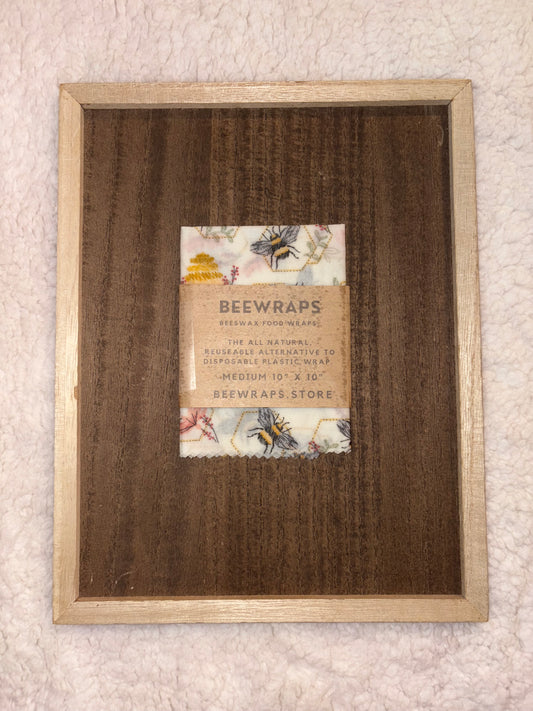 BEEWRAPS
BEESWAX FOOD WRAPS
THE ALL NATURAL,
REUSEABLE ALTERNATIVE TO
DISPOSABLE PLASTIC WRAP.
MEDIUM 10" X 10"
BEEWRAPS.STORE